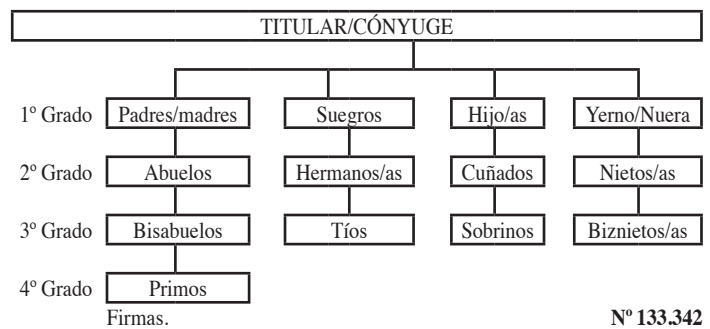 TITULAR/CÓNYUGE
1º Grado Padres/madres Suegros Hijo/as Yerno/Nuera
2º Grado Abuelos Hermanos/as Cuñados Nietos/as
3º Grado Bisabuelos Tíos Sobrinos Biznietos/as
4º Grado Primos
Firmas. Nº 133.342